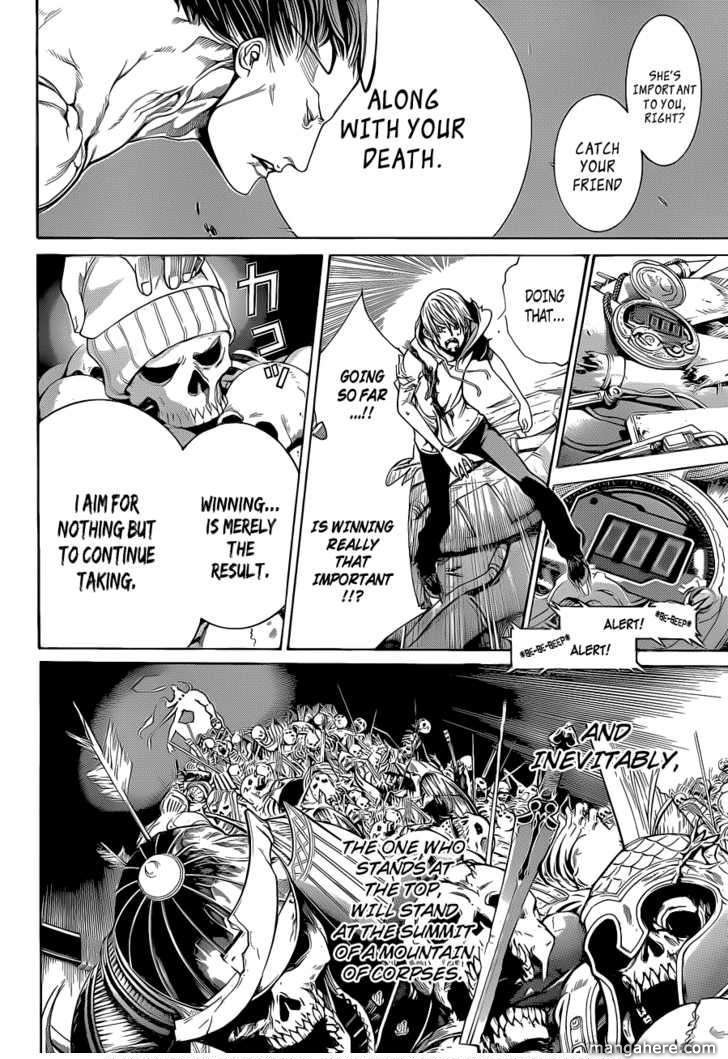 SHE'S
IMPORTANT
TO YOU,
RIGHT?
CATCH
YOUR
FRIEND
ALONG
WITH YOUR
DEATH.
ALERT!
*BE-BEEP*
*BE-BE-BEEP*
ALERT!
DOING
THAT...
GOING
SO FAR
...!!
IS WINNING
REALLY
THAT
IMPORTANT
!!?
カコッ
WINNING...
IS MERELY
THE
RESULT.
I AIM FOR
NOTHING BUT
TO CONTINUE
TAKING.
AND
INEVITABLY,
THE ONE WHO
STANDS AT
THE TOP,
WILL STAND
AT THE SUMMIT
OF A MOUNTAIN
OF CORPSES.
mangahere.com